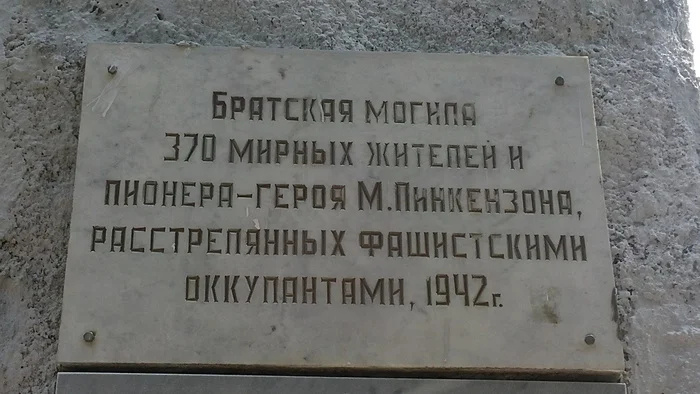 Братская могила
370 мирных жителей и
пионера-героя М.Пинкензона,
расстрелянных фашистскими
оккупантами, 1942г.